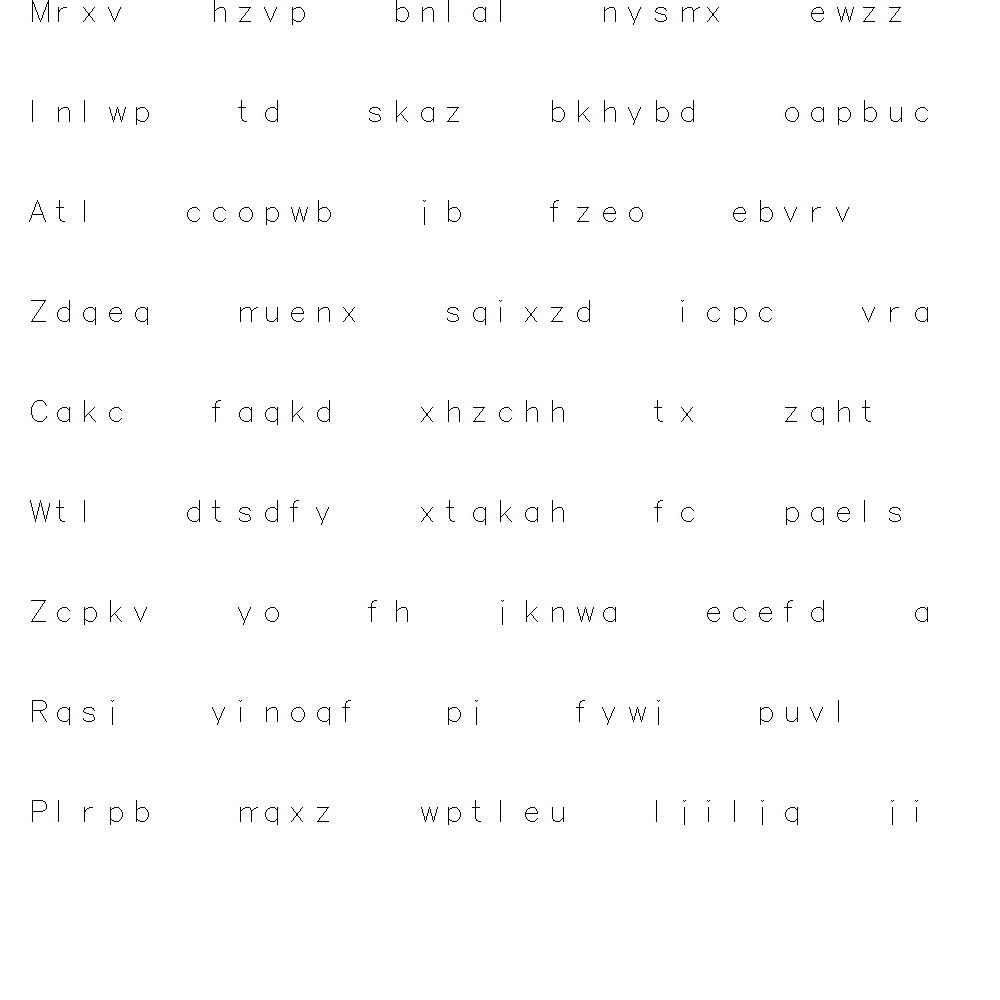 Mrxv hzvp bnlal nysmx ewzz
lnlwp td skaz bkhybd oapbuc
Atl ccopwb jb fzeo ebvrv
Zdqeq muenx sqixzd icpc vra
Cakc faqkd xhzchh tx zqht
Wtl dtsdfy xtqkah fc pqels
Zcpkv yo fh jknwa ecefd a
Rqsj yinoqf pj fywj puvl
Plrpb mqxz wptleu ljiljq ji